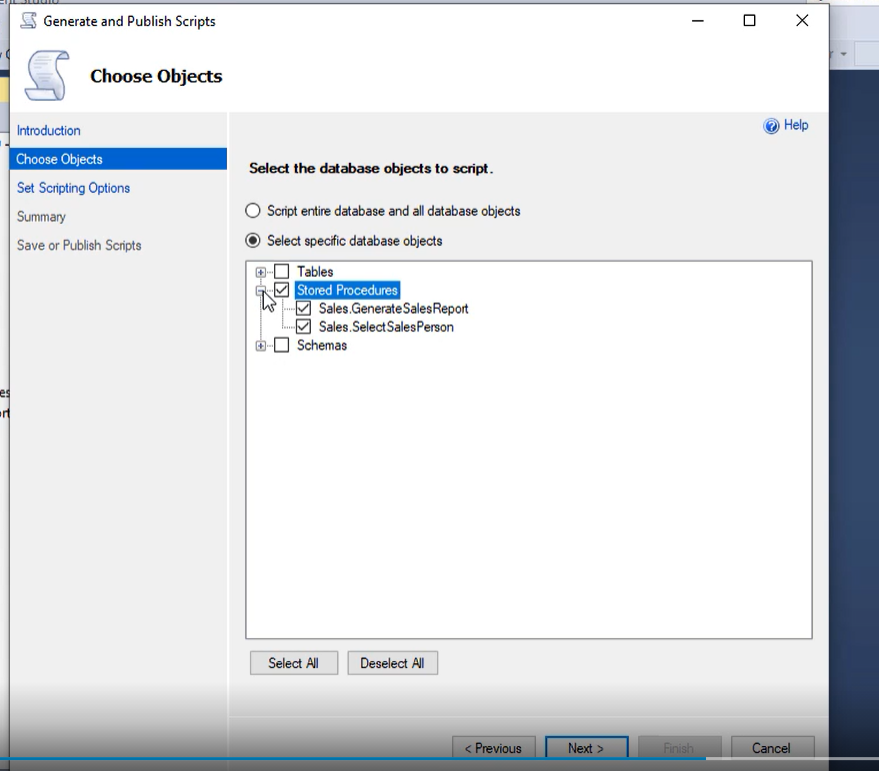 Generate and Publish Scripts
Choose Objects
Introduction
Help
Choose Objects
Select the database objects to script.
Set Scripting Options
Script entire database and all database objects
Summary
Select specific database objects
Save or Publish Scripts
Tables
Stored Procedures
Sales.GenerateSalesReport
Sales.SelectSalesPerson
Schemas
Select All Deselect All
< Previous Next > Finish Cancel